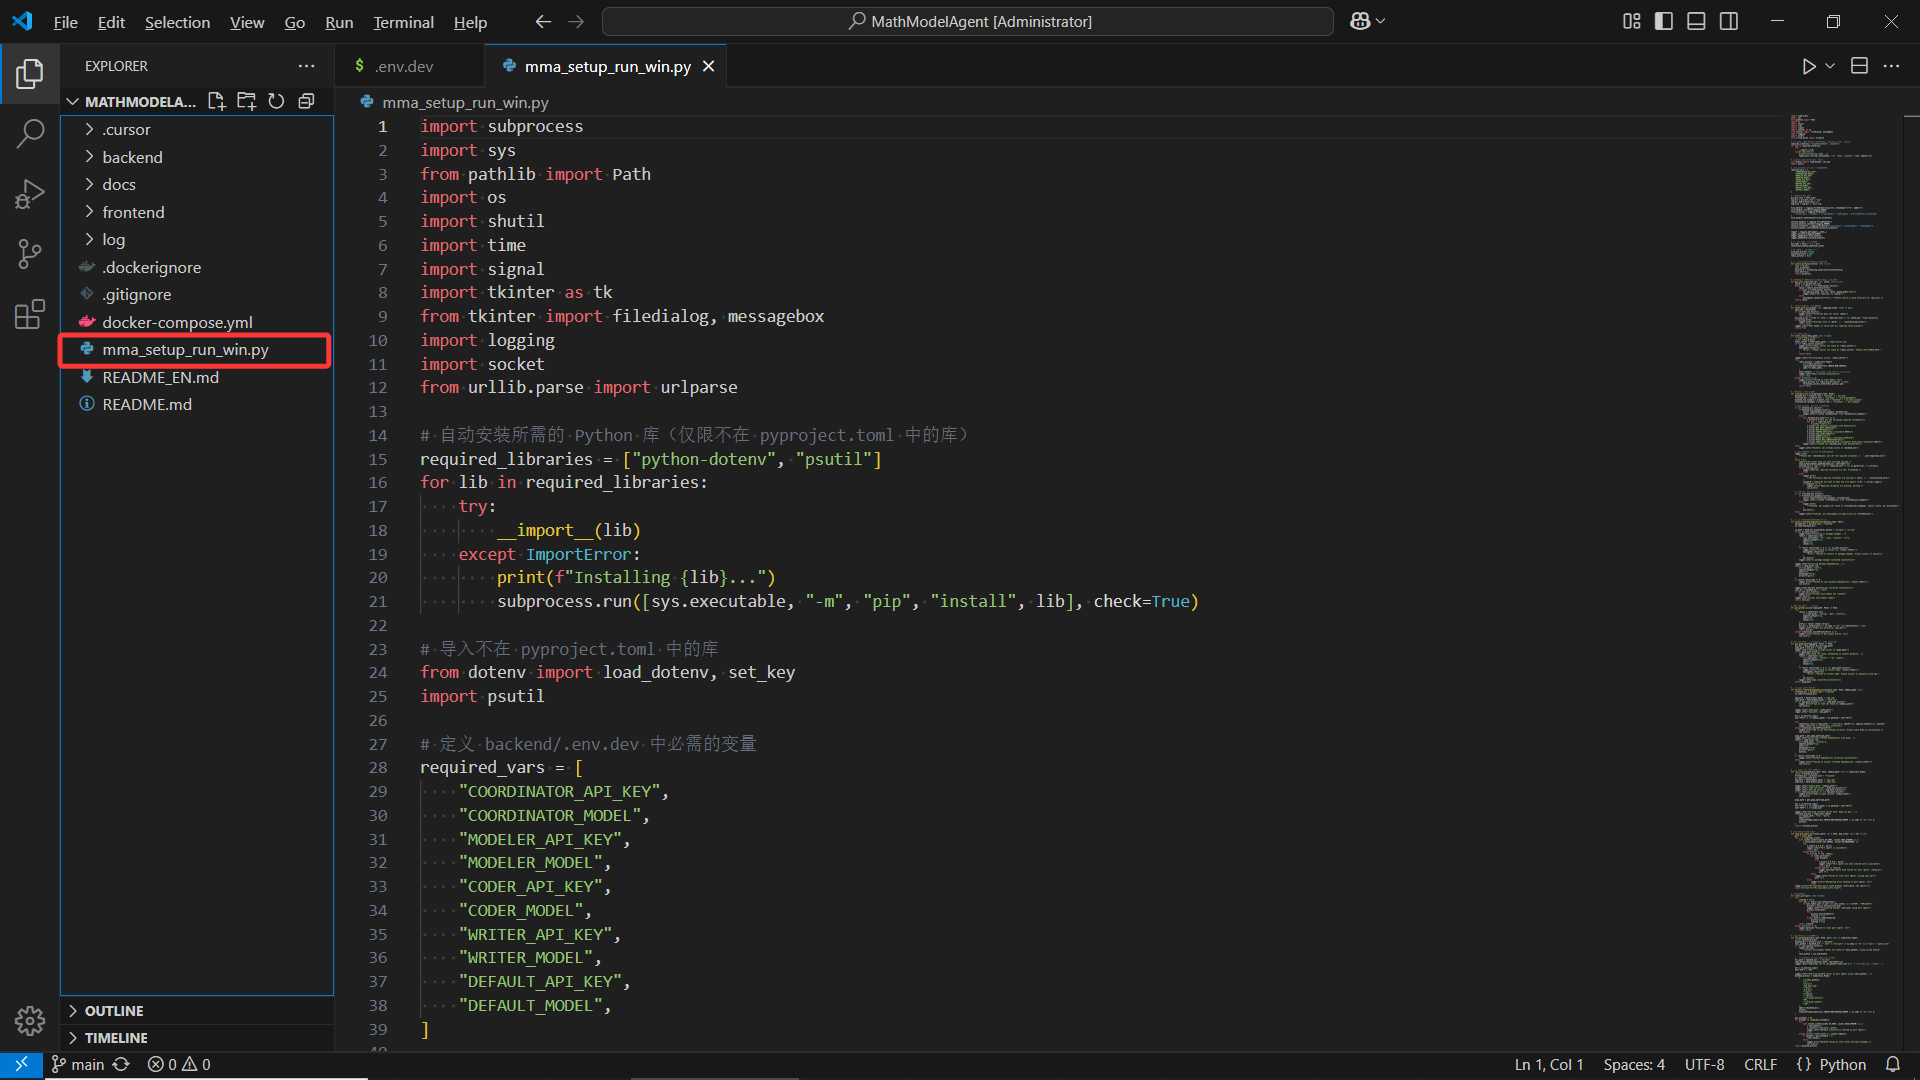 File Edit Selection View Go Run Terminal Help
MathModelAgent [Administrator]
EXPLORER
.env.dev
mma_setup_run_win.py
MATHMODELA...
mma_setup_run_win.py
.cursor
backend
docs
frontend
log
.dockerignore
.gitignore
docker-compose.yml
mma_setup_run_win.py
README_EN.md
README.md
OUTLINE
TIMELINE
1 import subprocess
2 import sys
3 from pathlib import Path
4 import os
5 import shutil
6 import time
7 import signal
8 import tkinter as tk
9 from tkinter import filedialog, messagebox
10 import logging
11 import socket
12 from urllib.parse import urlparse
13
14 # 自动安装所需的 Python 库（仅限不在 pyproject.toml 中的库）
15 required_libraries = ["python-dotenv", "psutil"]
16 for lib in required_libraries:
17 try:
18 __import__(lib)
19 except ImportError:
20 print(f"Installing {lib}...")
21 subprocess.run([sys.executable, "-m", "pip", "install", lib], check=True)
22
23 # 导入不在 pyproject.toml 中的库
24 from dotenv import load_dotenv, set_key
25 import psutil
26
27 # 定义 backend/.env.dev 中必需的变量
28 required_vars = [
29 "COORDINATOR_API_KEY",
30 "COORDINATOR_MODEL",
31 "MODELER_API_KEY",
32 "MODELER_MODEL",
33 "CODER_API_KEY",
34 "CODER_MODEL",
35 "WRITER_API_KEY",
36 "WRITER_MODEL",
37 "DEFAULT_API_KEY",
38 "DEFAULT_MODEL",
39 ]
main 0 0
Ln 1, Col 1 Spaces: 4 UTF-8 CRLF {} Python